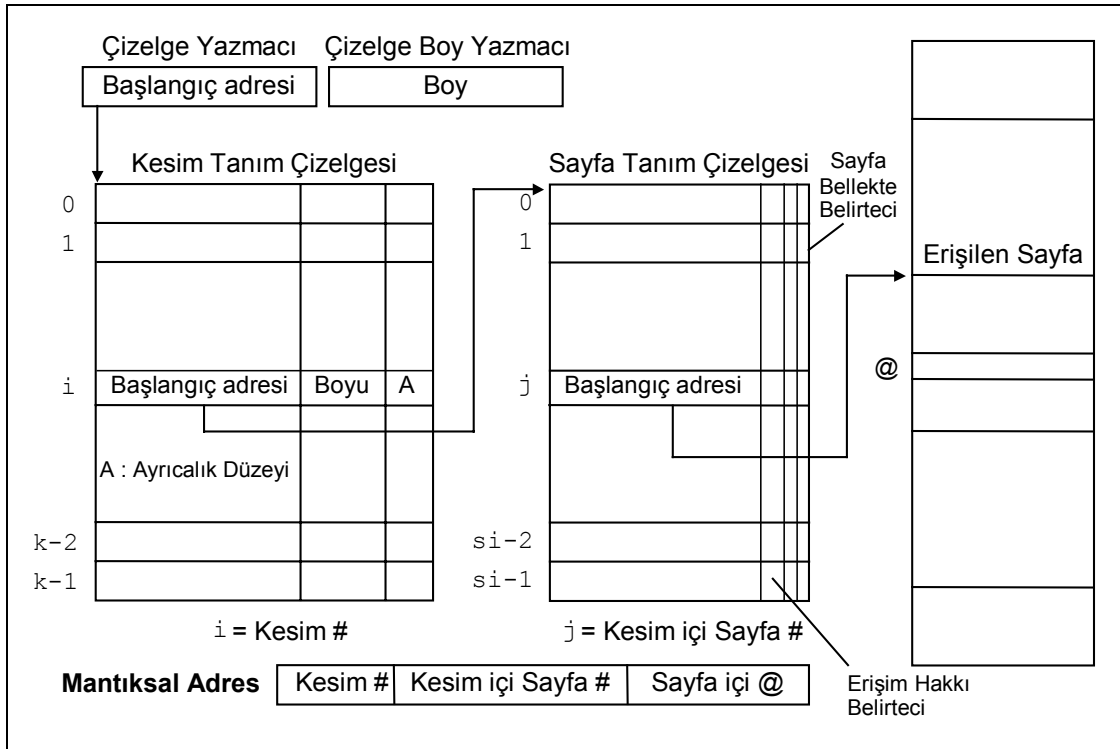 Çizelge Yazmacı Çizelge Boy Yazmacı
Başlangıç adresi Boy
Kesim Tanım Çizelgesi Sayfa Tanım Çizelgesi
Sayfa
Bellekte
Belirteci
0 0
1 1
Erişilen Sayfa
@
i Başlangıç adresi Boyu A j Başlangıç adresi
A : Ayrıcalık Düzeyi
k-2 si-2
k-1 si-1
i = Kesim # j = Kesim içi Sayfa #
Mantıksal Adres Kesim # Kesim içi Sayfa # Sayfa içi @
Erişim Hakkı
Belirteci